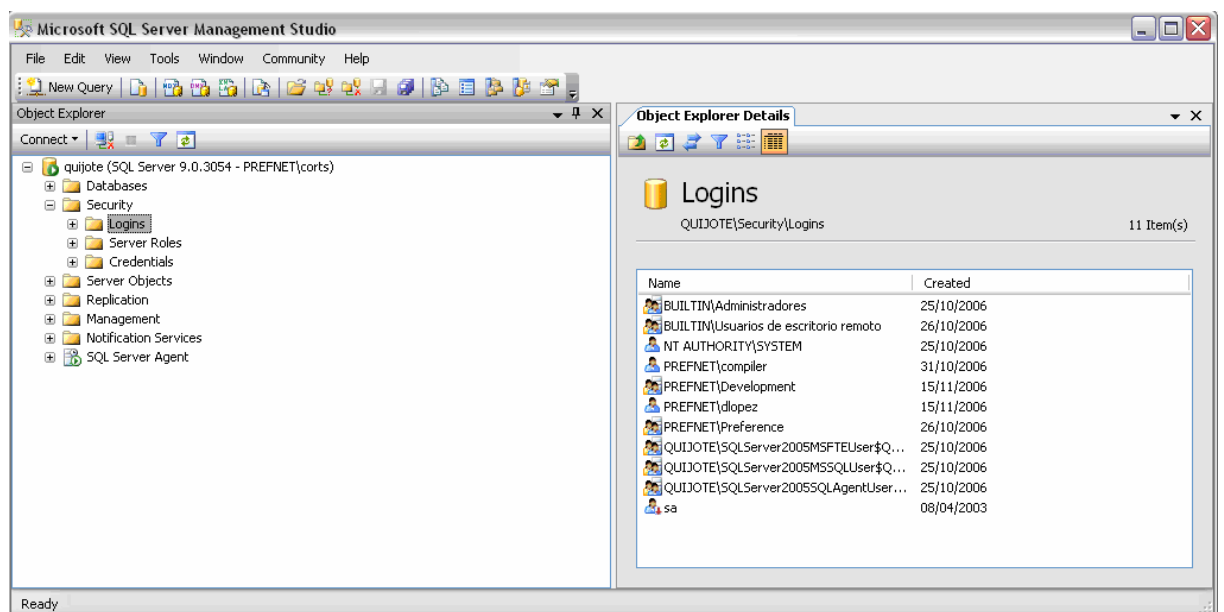 Microsoft SQL Server Management Studio
File Edit View Tools Window Community Help
New Query
Object Explorer
Connect
quijote (SQL Server 9.0.3054 - PREFNET\corts)
Databases
Security
Logins
Server Roles
Credentials
Server Objects
Replication
Management
Notification Services
SQL Server Agent
Object Explorer Details
Logins
QUIJOTE\Security\Logins 11 Item(s)
Name Created
BUILTIN\Administradores 25/10/2006
BUILTIN\Usuarios de escritorio remoto 26/10/2006
NT AUTHORITY\SYSTEM 25/10/2006
PREFNET\compiler 31/10/2006
PREFNET\Development 15/11/2006
PREFNET\dlopez 15/11/2006
PREFNET\Preference 26/10/2006
QUIJOTE\SQLServer2005MSFTEUser$Q... 25/10/2006
QUIJOTE\SQLServer2005MSSQLUser$Q... 25/10/2006
QUIJOTE\SQLServer2005SQLAgentUser... 25/10/2006
sa 08/04/2003
Ready